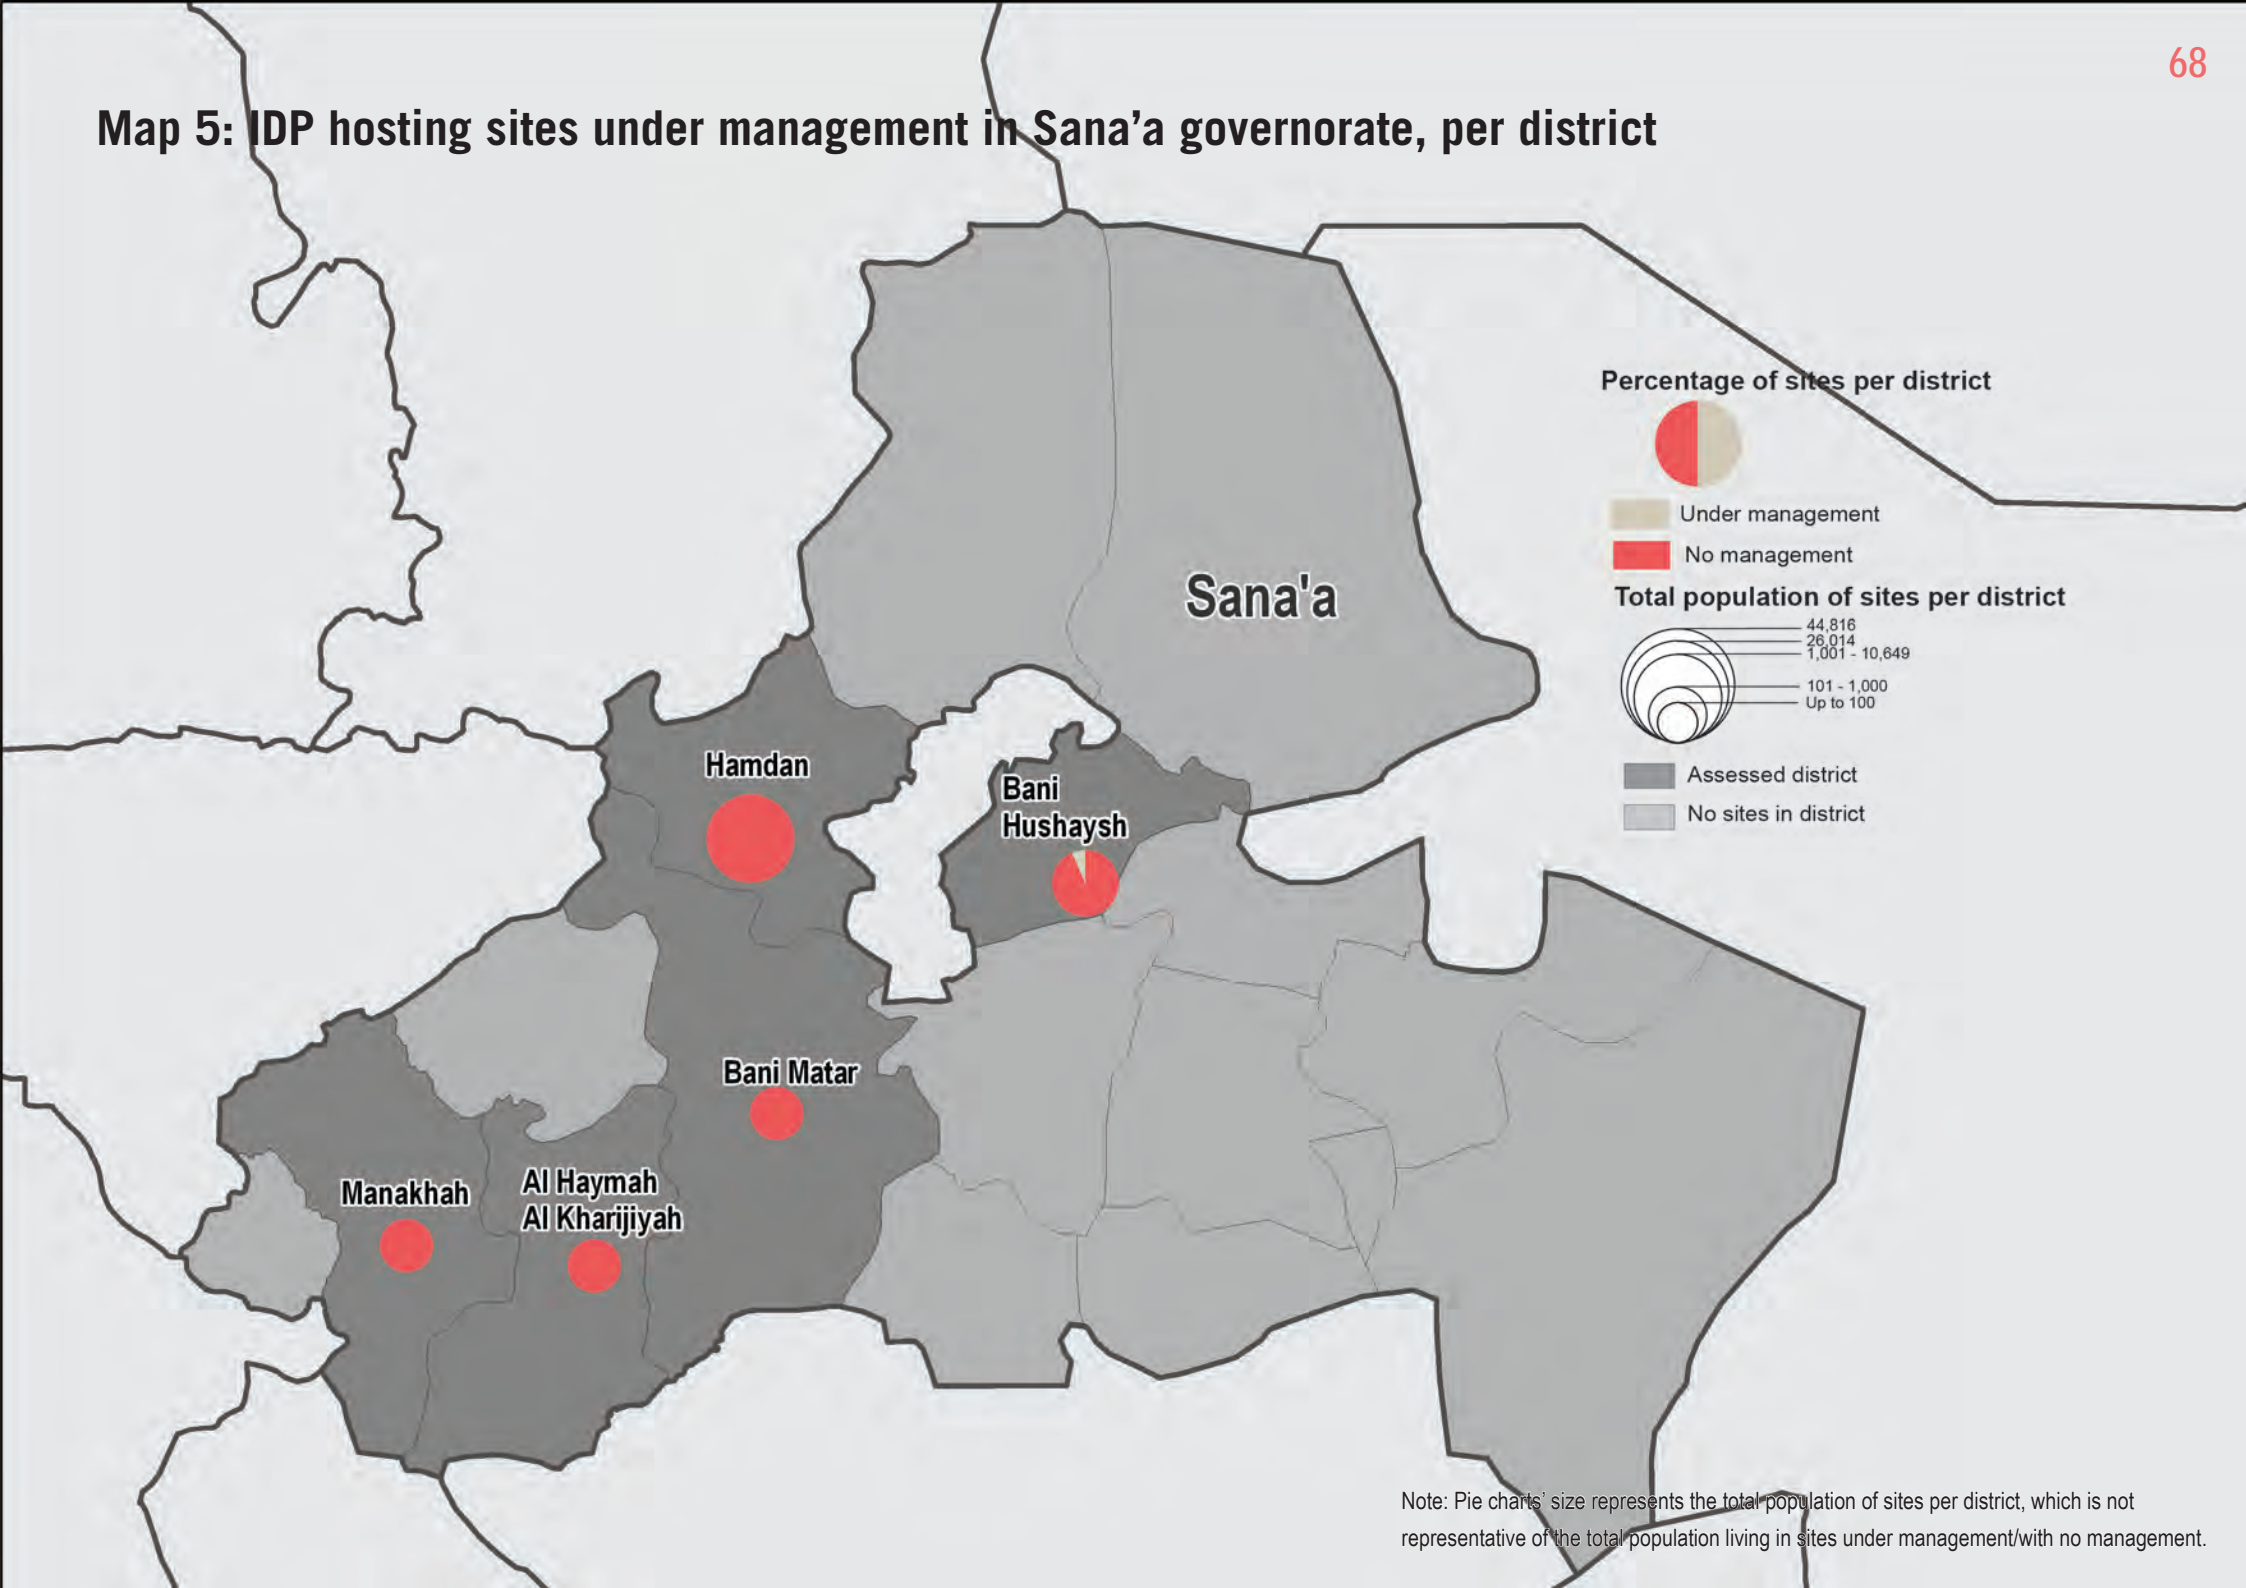 68
Map 5: IDP hosting sites under management in Sana’a governorate, per district
Percentage of sites per district
Under management
No management
Sana'a
Total population of sites per district
44,816
26,014
1,001 - 10,649
101 - 1,000
Up to 100
Assessed district
No sites in district
Hamdan
Bani
Hushaysh
Bani Matar
Manakhah
Al Haymah
Al Kharijiyah
Note: Pie charts’ size represents the total population of sites per district, which is not
representative of the total population living in sites under management/with no management.